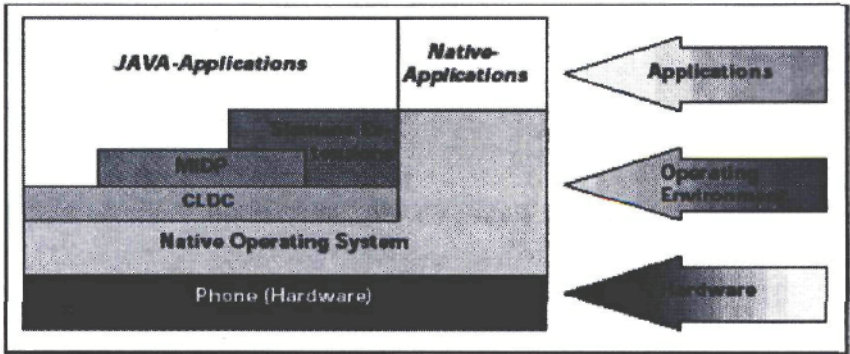 JAVA-Applications
Native-
Applications
MIDP
CLDC
Native Operating System
Phone (Hardware)
Applications
Operating
Environment
Hardware